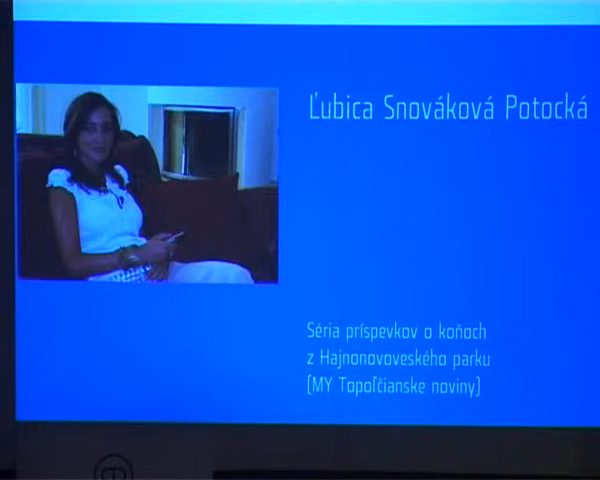 Ľubica Snováková Potocká
Séria príspevkov o koňoch
z Hajnonovoveského parku
(MY Topoľčianske noviny)